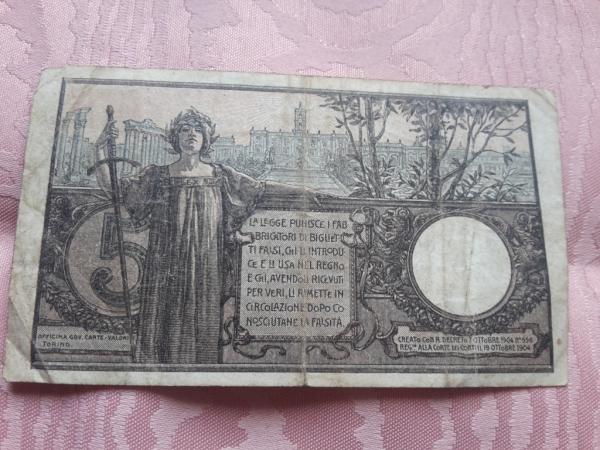 5
LA LEGGE PUNISCE I FAB
BRICATORI DI BIGLIET
TI FALSI, CHI LI INTRODU
CE E LI USA NEL REGNO
E CHI, AVENDOLI RICEVUTI
PER VERI, LI RIMETTE IN
CIRCOLAZIONE DOPO CO
NOSCIUTANE LA FALSITÀ.
OFFICINA GOV. CARTE-VALORI
TORINO.
CREATO CON R. DECRETO 7 OTTOBRE 1904
REG.TO ALLA CORTE DEI CONTI IL 19 OTTOBRE 1904